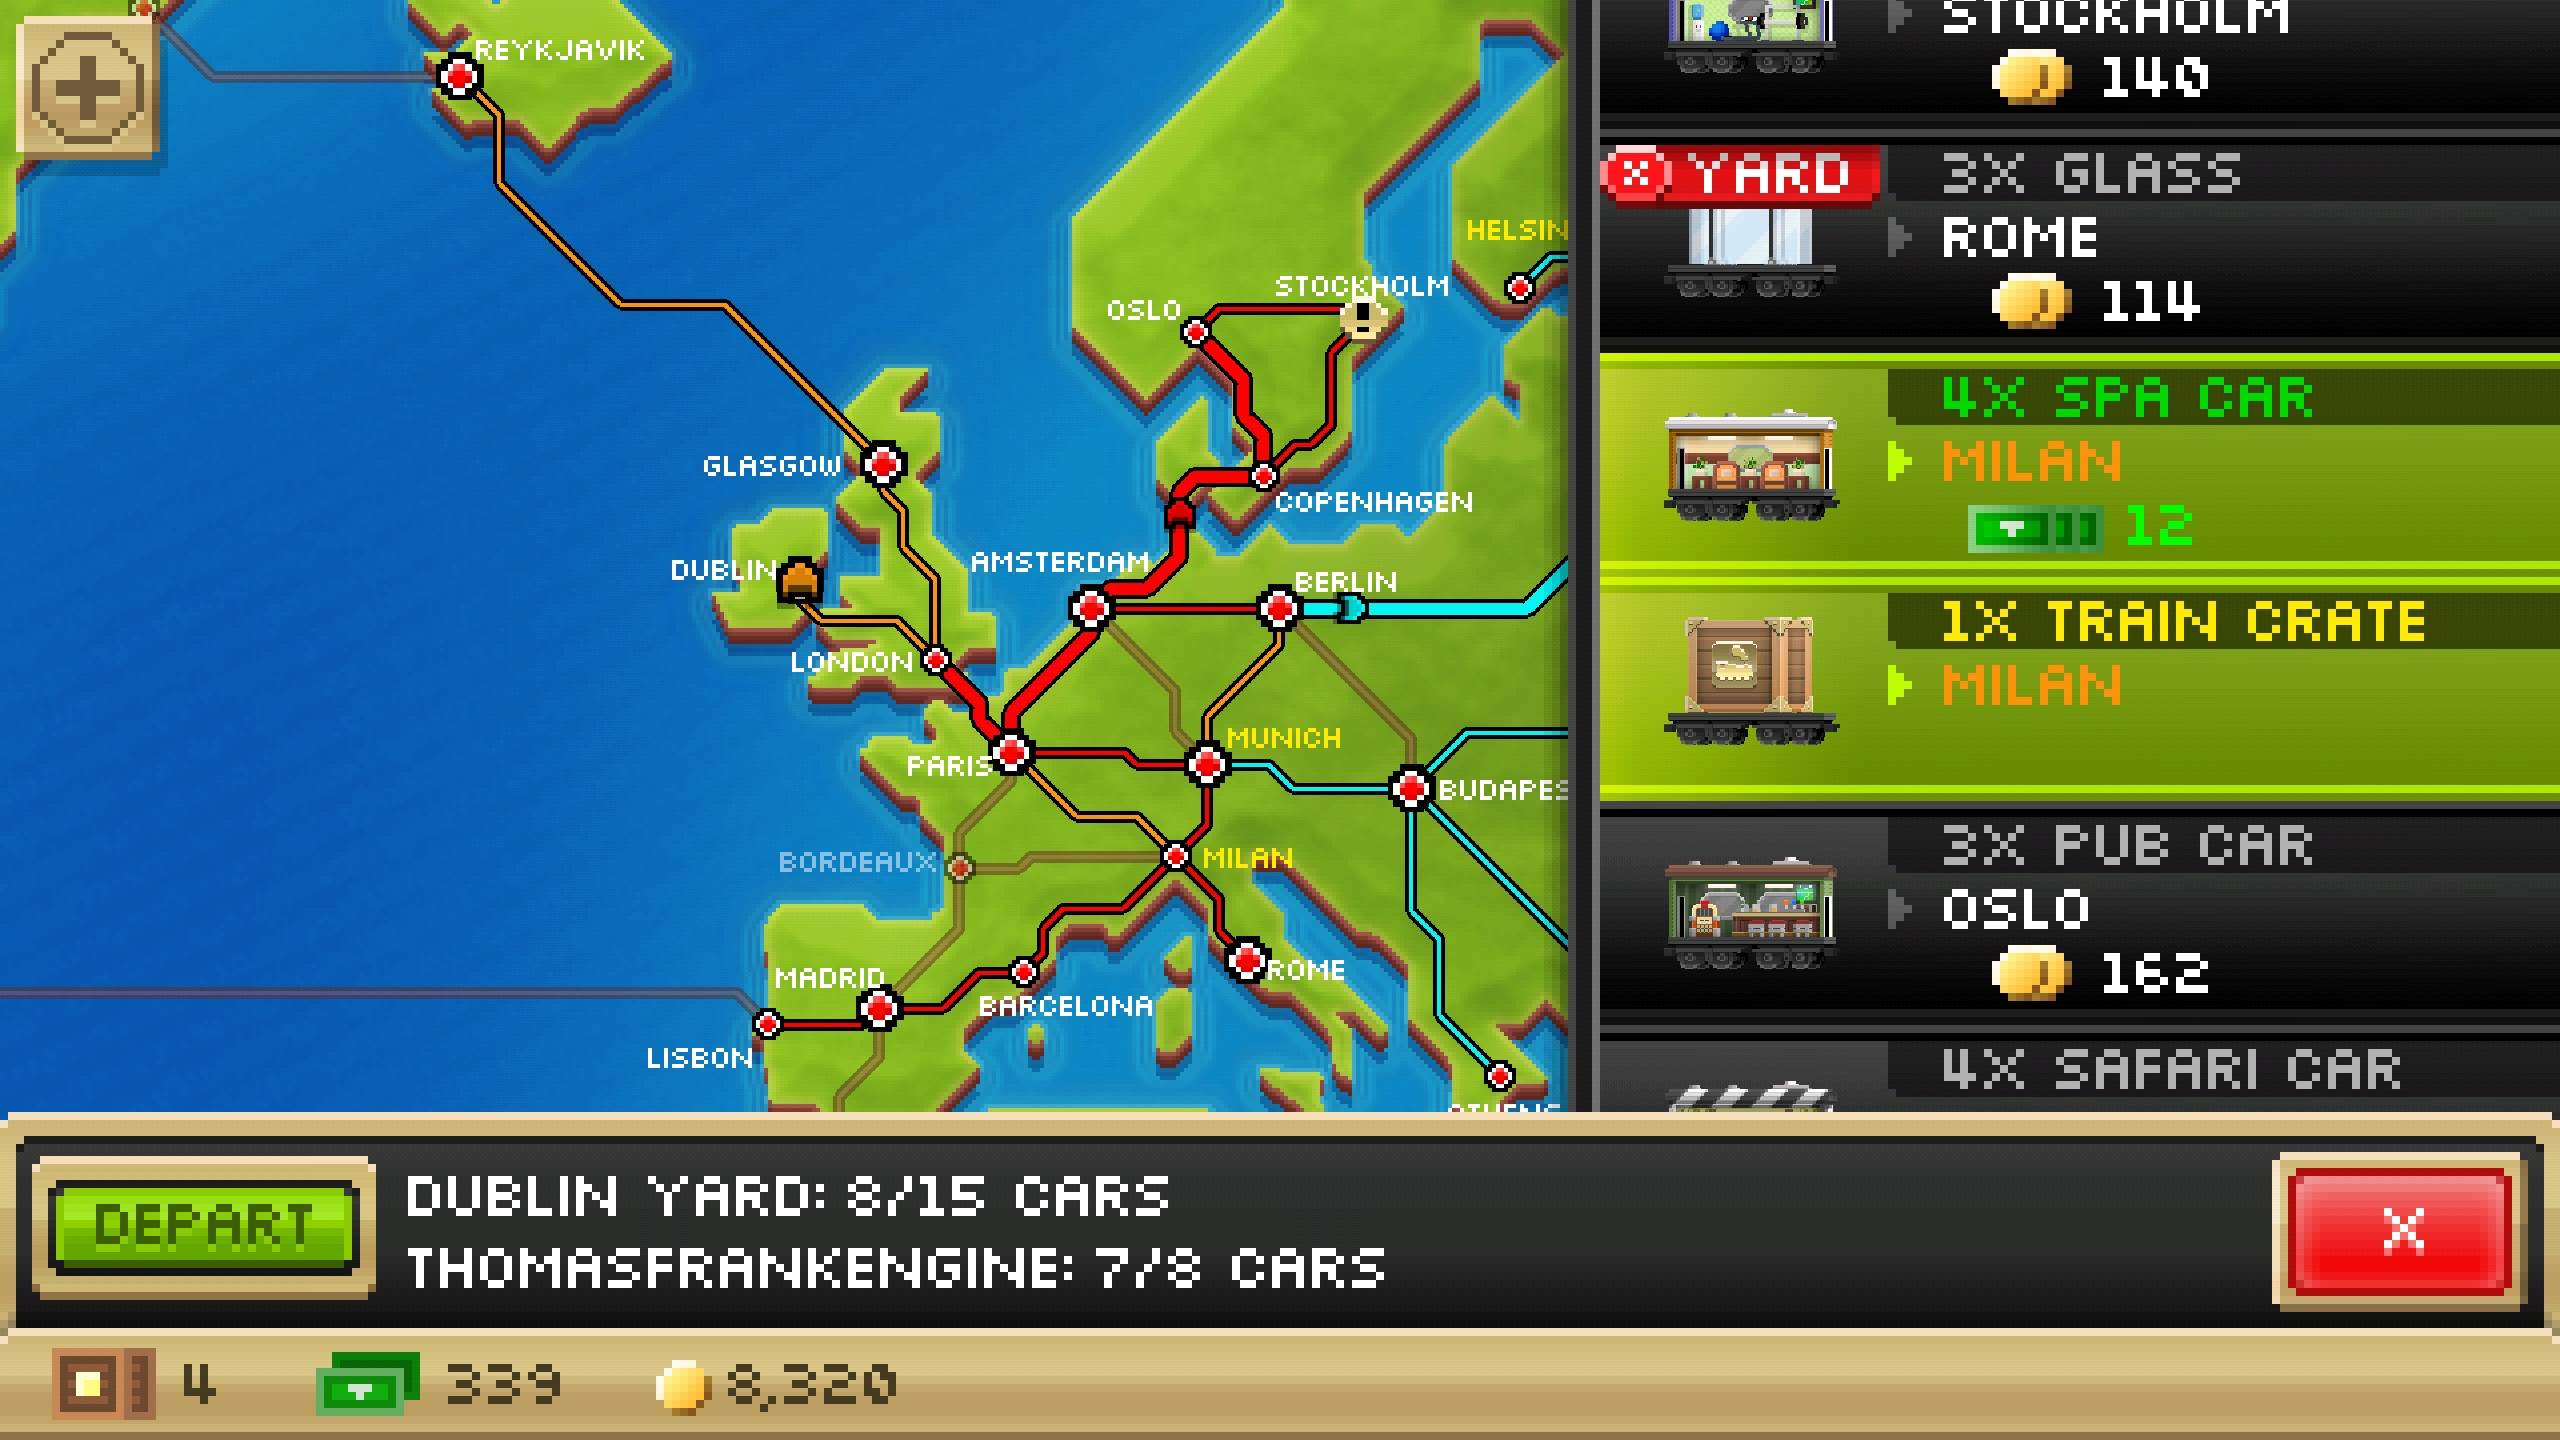 REYKJAVIK
HELSIN
STOCKHOLM
OSLO
GLASGOW
COPENHAGEN
DUBLIN
AMSTERDAM
BERLIN
LONDON
MUNICH
PARIS
BUDAPES
BORDEAUX
MILAN
MADRID
ROME
BARCELONA
LISBON
ATHENS
STOCKHOLM
140
X YARD
3X GLASS
ROME
114
4X SPA CAR
MILAN
12
1X TRAIN CRATE
MILAN
3X PUB CAR
OSLO
162
4X SAFARI CAR
DEPART
DUBLIN YARD: 8/15 CARS
THOMASFRANKENGINE: 7/8 CARS
X
4
339
8,320